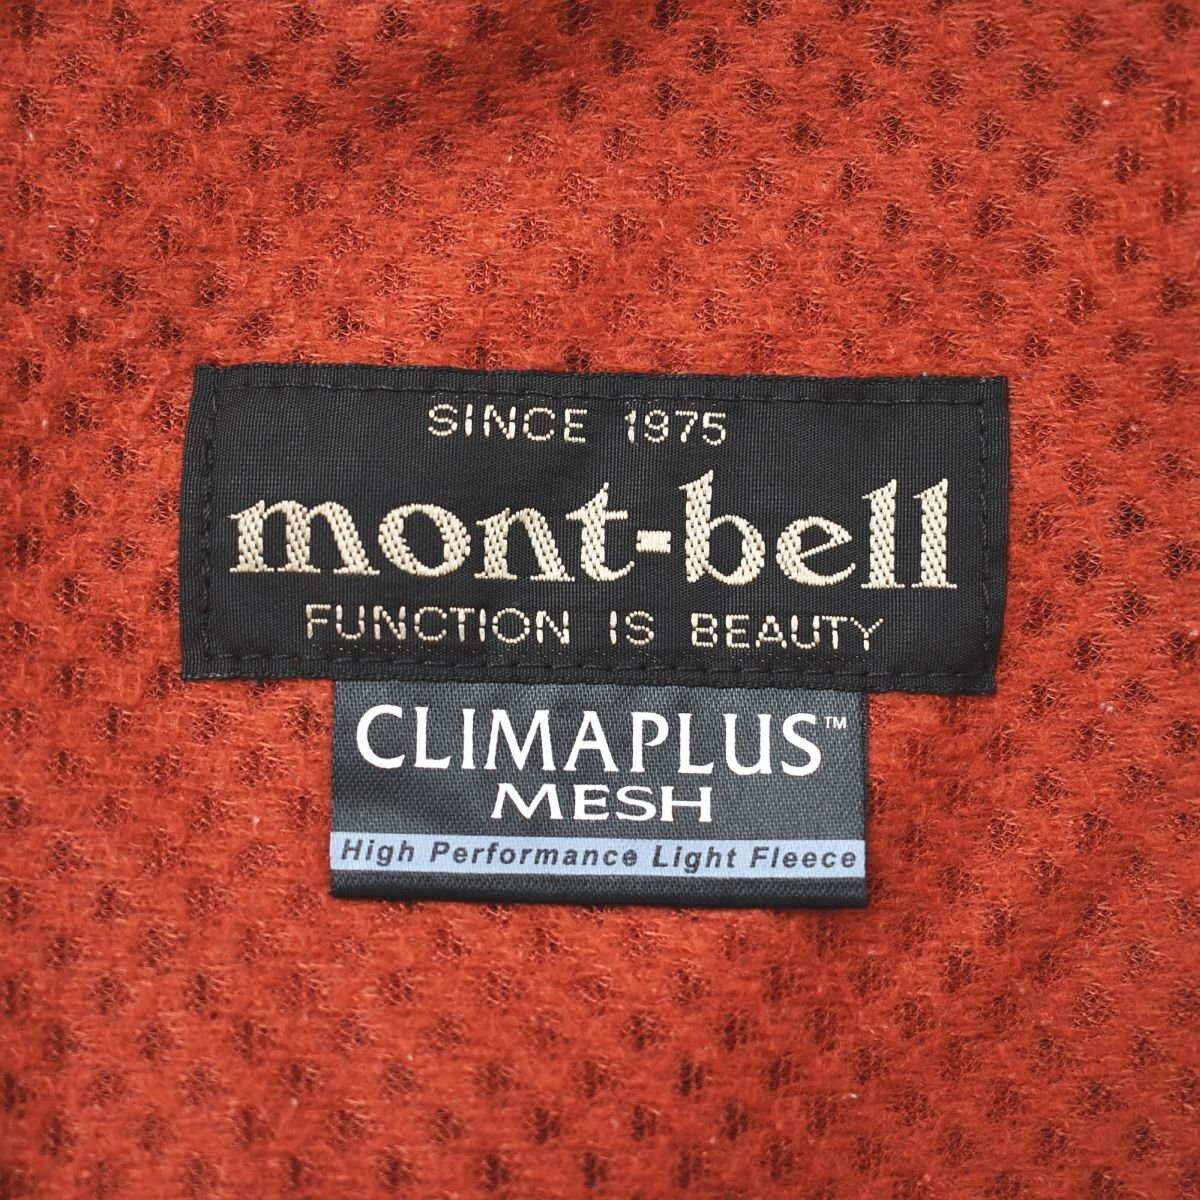 SINCE 1975
mont-bell
FUNCTION IS BEAUTY
CLIMAPLUS™
MESH
High Performance Light Fleece